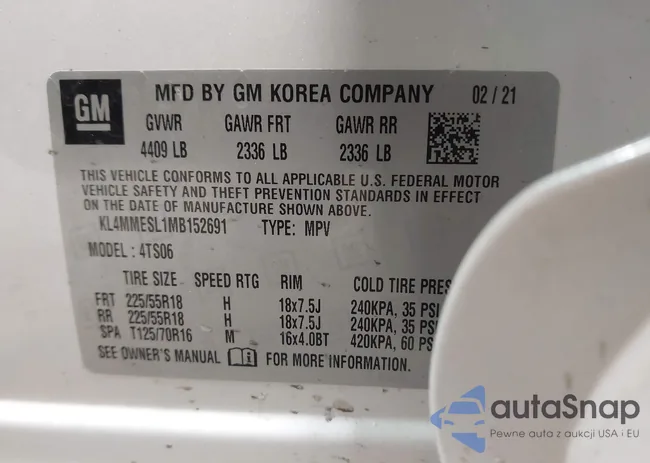 GM
MFD BY GM KOREA COMPANY 02 / 21
GVWR GAWR FRT GAWR RR
4409 LB 2336 LB 2336 LB
THIS VEHICLE CONFORMS TO ALL APPLICABLE U.S. FEDERAL MOTOR
VEHICLE SAFETY AND THEFT PREVENTION STANDARDS IN EFFECT
ON THE DATE OF MANUFACTURE SHOWN ABOVE.
KL4MMESL1MB152691 TYPE: MPV
MODEL : 4TS06
TIRE SIZE SPEED RTG RIM COLD TIRE PRES
FRT 225/55R18 H 18x7.5J 240KPA, 35 PSI
RR 225/55R18 H 18x7.5J 240KPA, 35 PSI
SPA T125/70R16 M 16x4.0BT 420KPA, 60 PS
SEE OWNER'S MANUAL FOR MORE INFORMATION.
autaSnap
Pewne auta z aukcji USA i EU